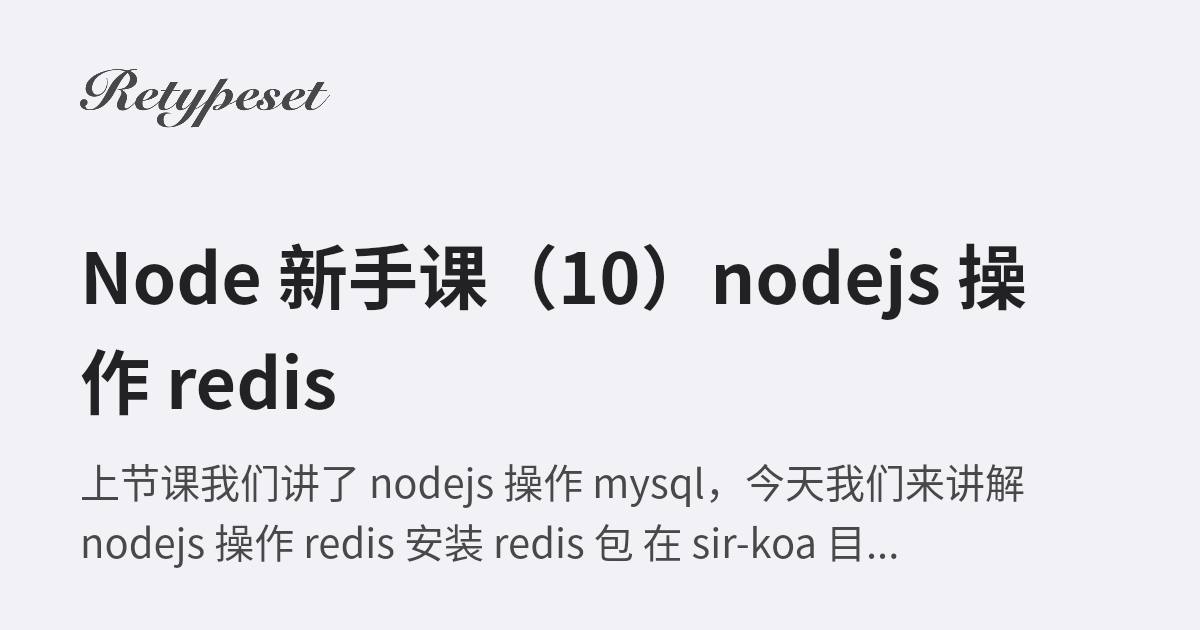 Retypeset
Node 新手课（10）nodejs 操
作 redis
上节课我们讲了 nodejs 操作 mysql，今天我们来讲解
nodejs 操作 redis 安装 redis 包 在 sir-koa 目...